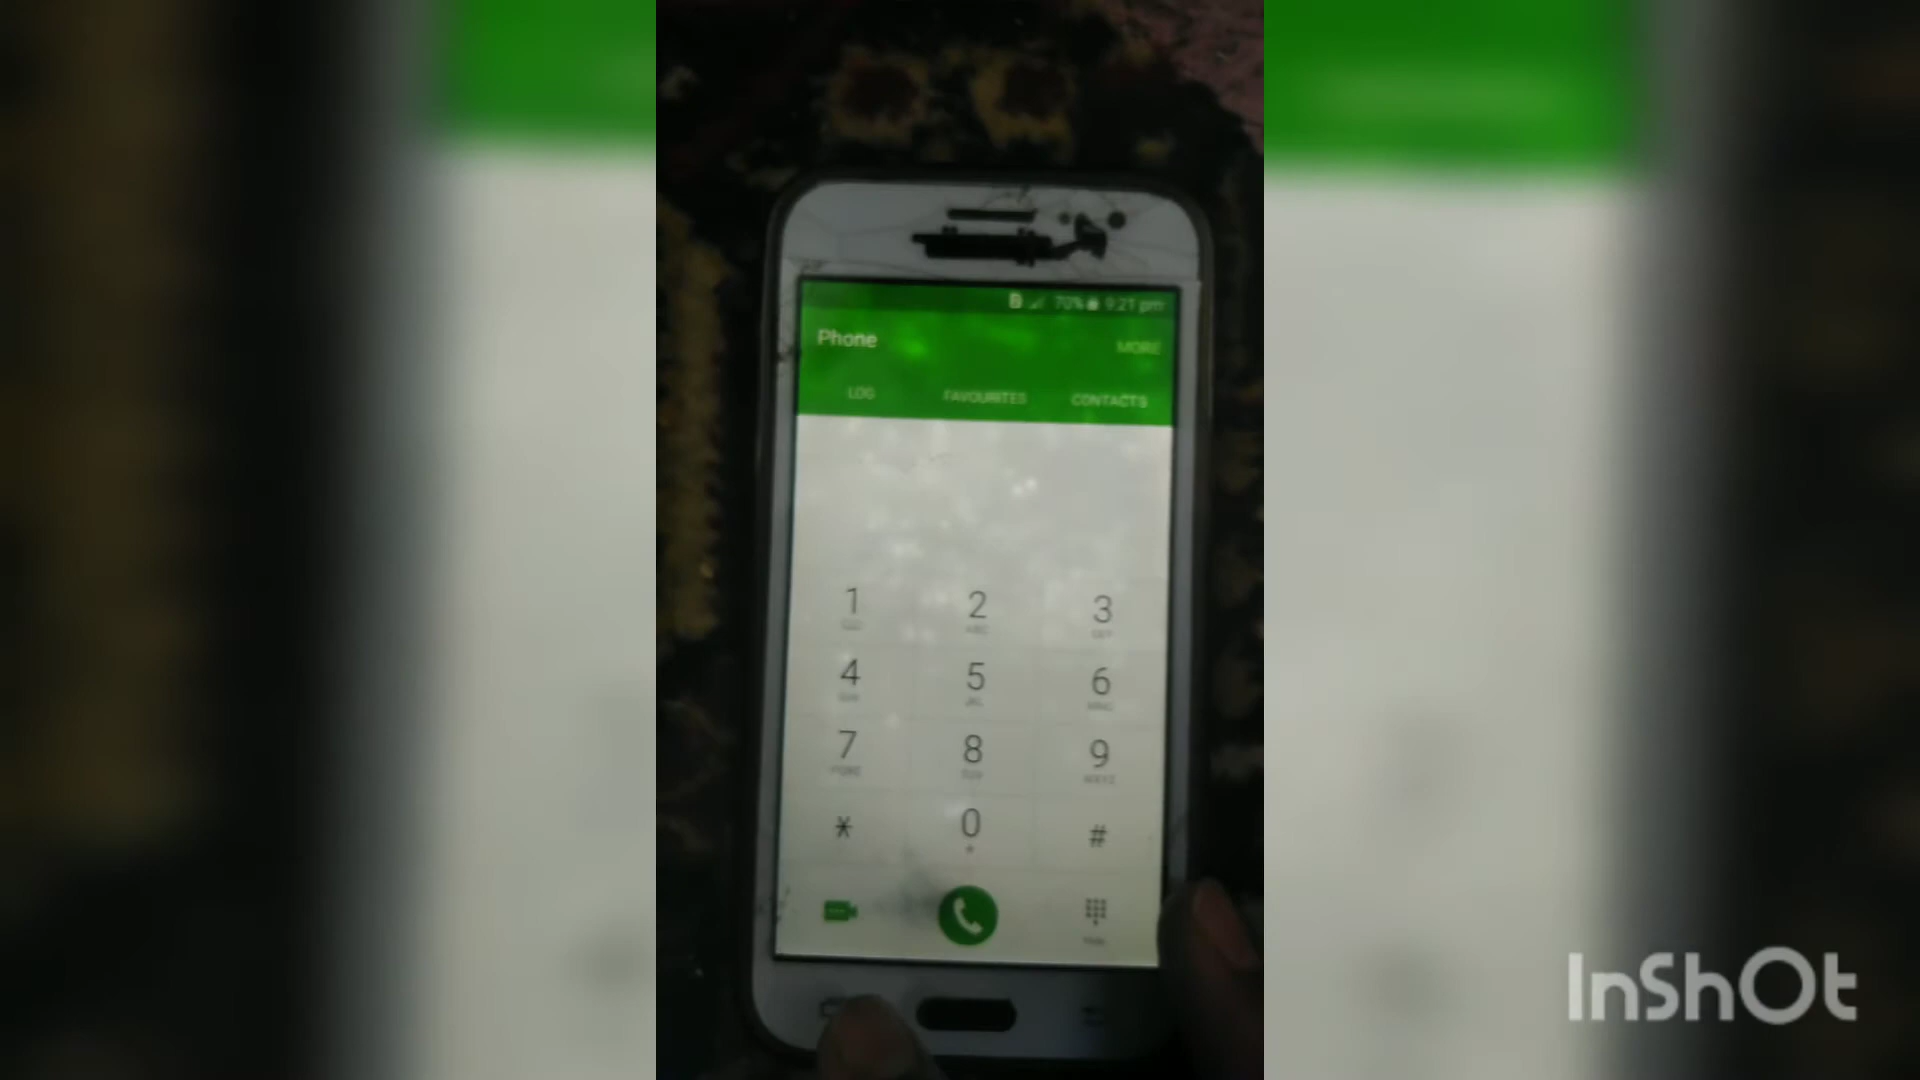 70% 9:21 pm
Phone
MORE
LOG FAVOURITES CONTACTS
1 2 3
ABC DEF
4 5 6
GHI JKL MNO
7 8 9
PQRS TUV WXYZ
* 0 #
+
Hide
InShOt